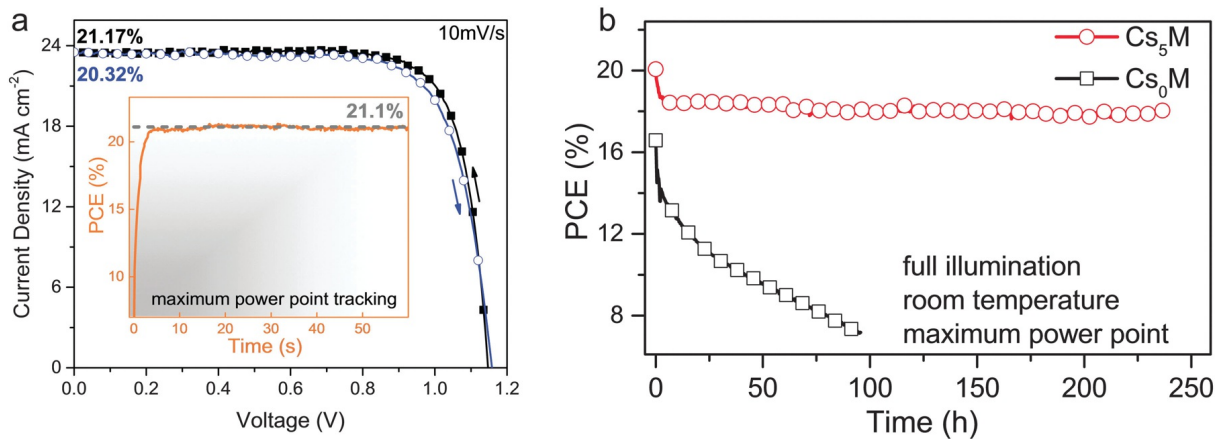 a
10mV/s
21.17%
20.32%
24
18
12
6
0
Current Density (mA cm⁻²)
0.0 0.2 0.4 0.6 0.8 1.0 1.2
Voltage (V)
21.1%
20
15
10
PCE (%)
maximum power point tracking
0 10 20 30 40 50
Time (s)
b
Cs₅M
Cs₀M
20
16
12
8
PCE (%)
full illumination
room temperature
maximum power point
0 50 100 150 200 250
Time (h)